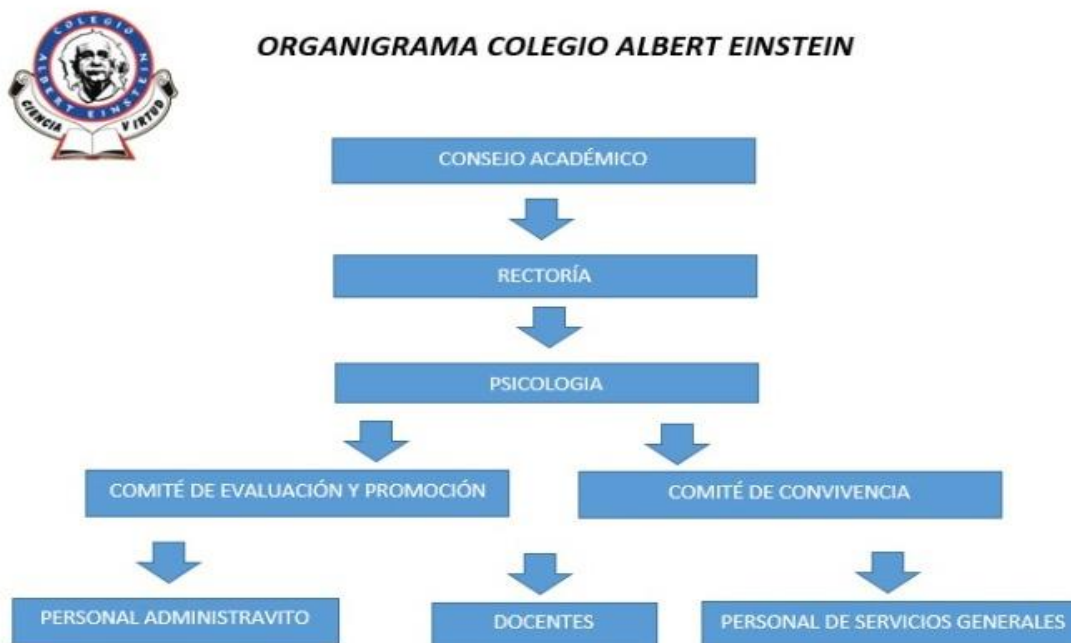 COLEGIO
ALBERT EINSTEIN
CIENCIA VIRTUD
ORGANIGRAMA COLEGIO ALBERT EINSTEIN
CONSEJO ACADÉMICO
RECTORÍA
PSICOLOGIA
COMITÉ DE EVALUACIÓN Y PROMOCIÓN
COMITÉ DE CONVIVENCIA
PERSONAL ADMINISTRAVITO
DOCENTES
PERSONAL DE SERVICIOS GENERALES